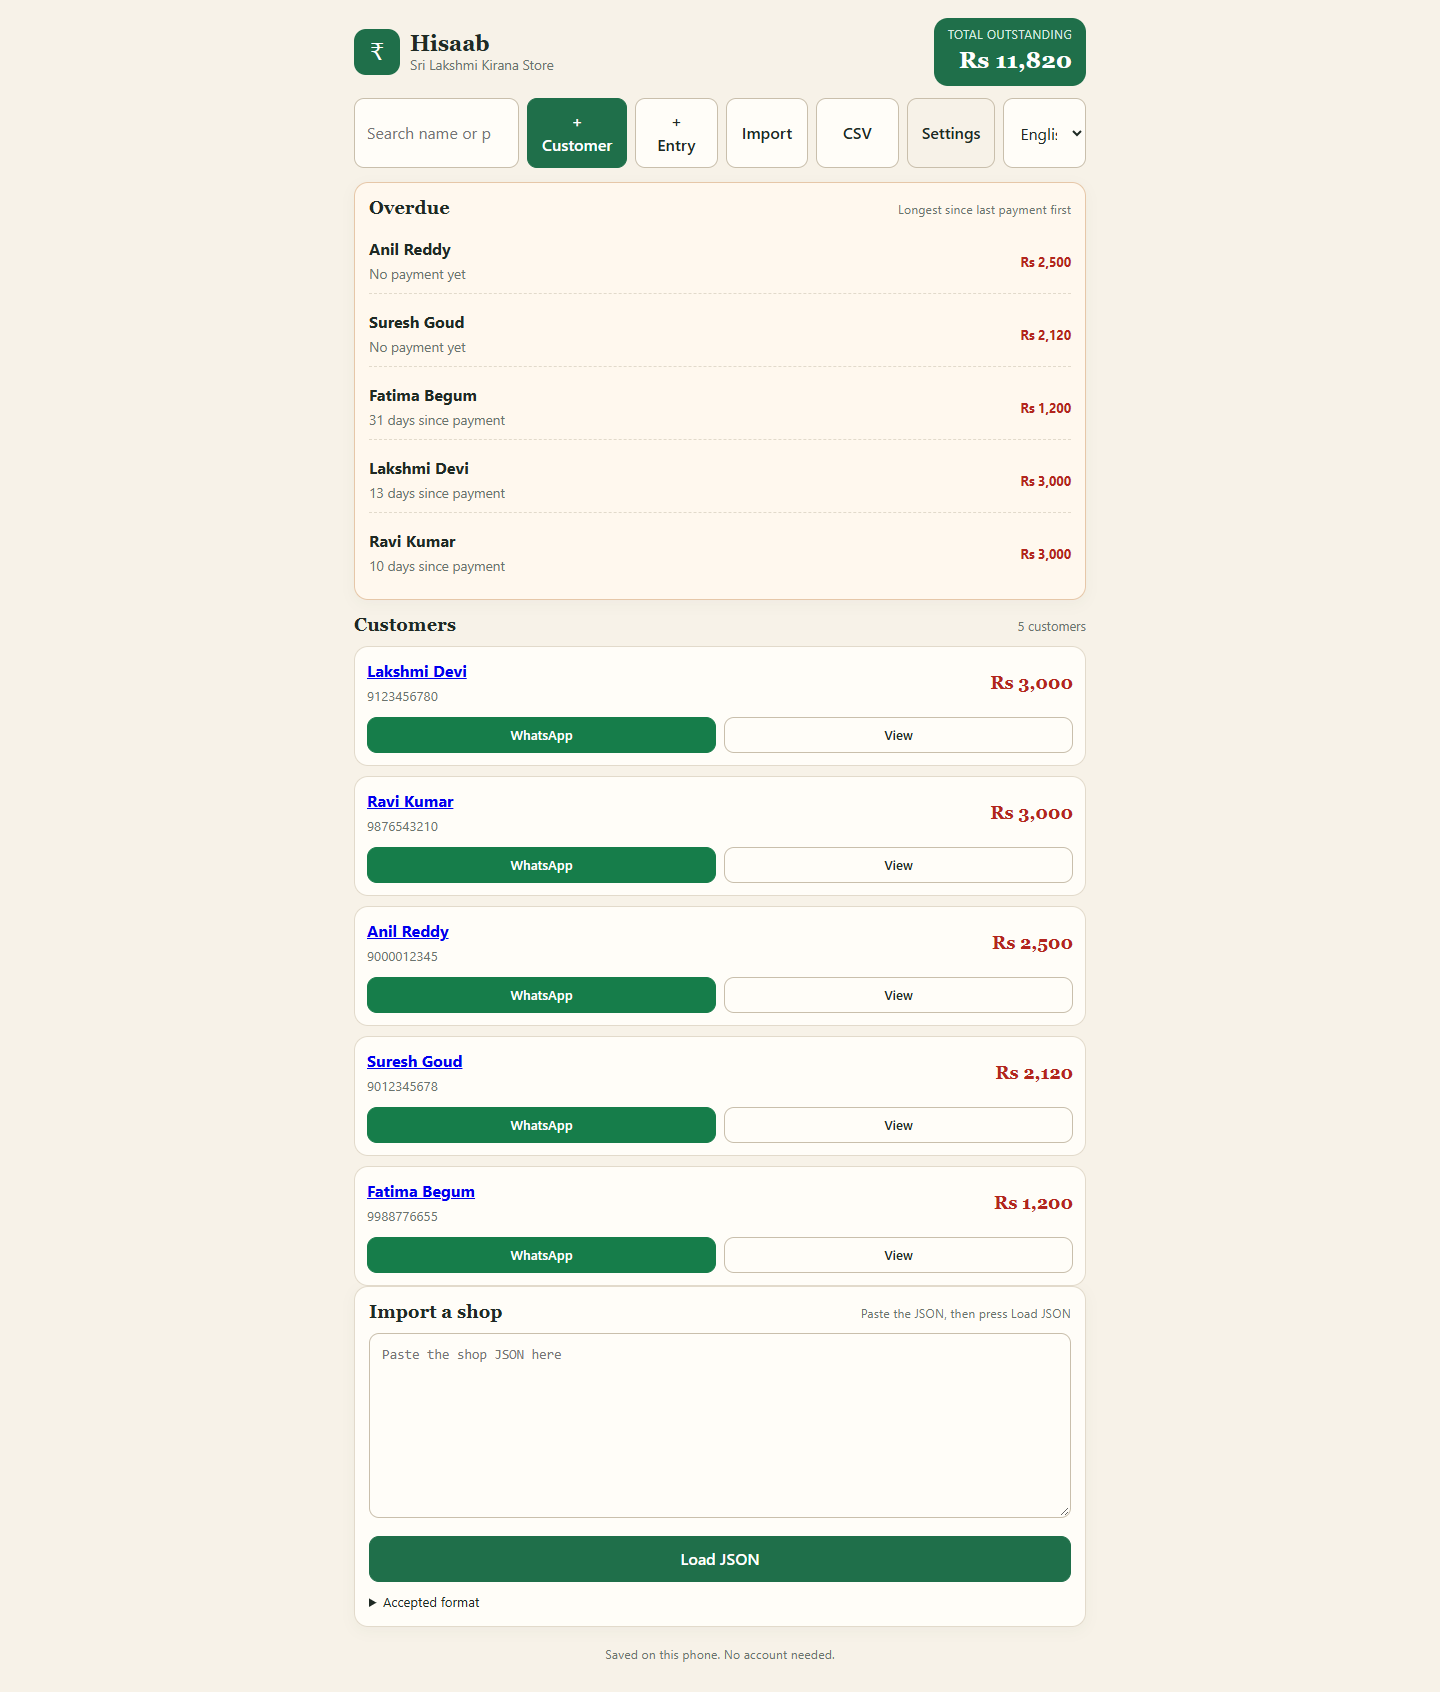 ₹
Hisaab
Sri Lakshmi Kirana Store
TOTAL OUTSTANDING
Rs 11,820
Search name or p
+
Customer
+
Entry
Import
CSV
Settings
Englis
Overdue
Longest since last payment first
Anil Reddy
No payment yet
Rs 2,500
Suresh Goud
No payment yet
Rs 2,120
Fatima Begum
31 days since payment
Rs 1,200
Lakshmi Devi
13 days since payment
Rs 3,000
Ravi Kumar
10 days since payment
Rs 3,000
Customers
5 customers
Lakshmi Devi
9123456780
Rs 3,000
WhatsApp
View
Ravi Kumar
9876543210
Rs 3,000
WhatsApp
View
Anil Reddy
9000012345
Rs 2,500
WhatsApp
View
Suresh Goud
9012345678
Rs 2,120
WhatsApp
View
Fatima Begum
9988776655
Rs 1,200
WhatsApp
View
Import a shop
Paste the JSON, then press Load JSON
Paste the shop JSON here
Load JSON
Accepted format
Saved on this phone. No account needed.